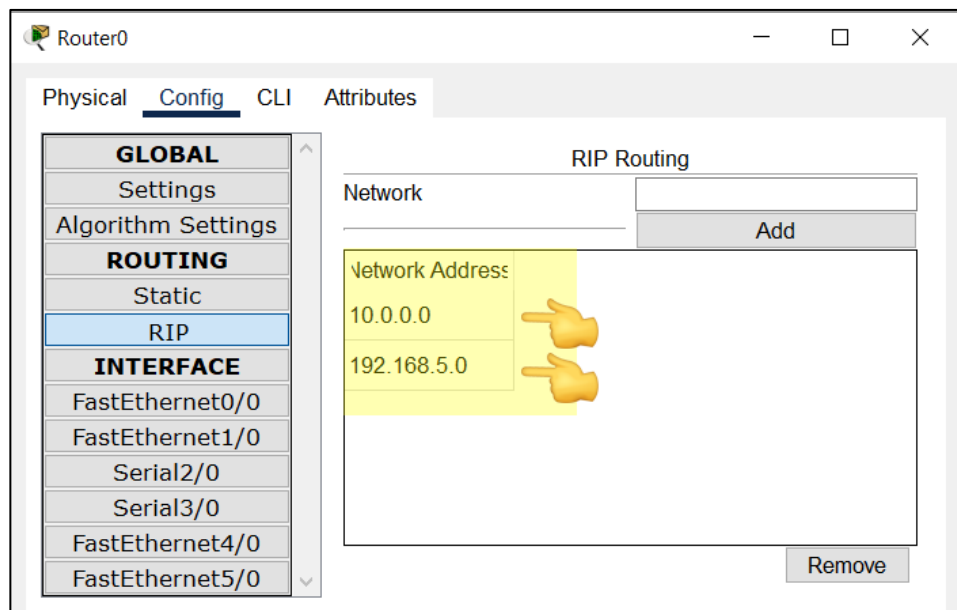 Router0
Physical Config CLI Attributes
GLOBAL
Settings
Algorithm Settings
ROUTING
Static
RIP
INTERFACE
FastEthernet0/0
FastEthernet1/0
Serial2/0
Serial3/0
FastEthernet4/0
FastEthernet5/0
RIP Routing
Network
Add
Network Address
10.0.0.0
192.168.5.0
Remove